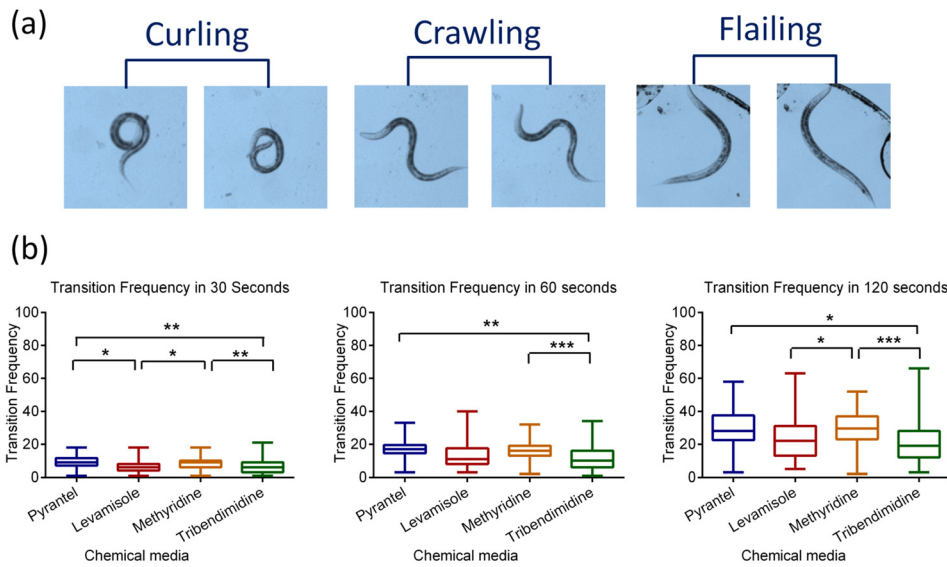 (a)
Curling
Crawling
Flailing
(b)
Transition Frequency in 30 Seconds
Transition Frequency
100
80
60
40
20
0
**
* * **
Pyrantel
Levamisole
Methyridine
Tribendimidine
Chemical media
Transition Frequency in 60 seconds
Transition Frequency
100
80
60
40
20
0
**
***
Pyrantel
Levamisole
Methyridine
Tribendimidine
Chemical media
Transition Frequency in 120 seconds
Transition Frequency
100
80
60
40
20
0
*
* ***
Pyrantel
Levamisole
Methyridine
Tribendimidine
Chemical media